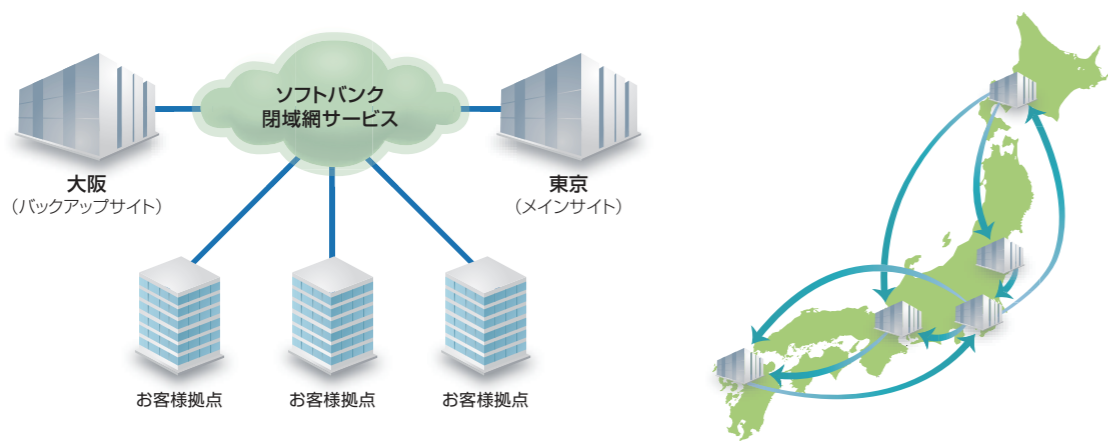 ソフトバンク
閉域網サービス
大阪
(バックアップサイト)
東京
(メインサイト)
お客様拠点
お客様拠点
お客様拠点